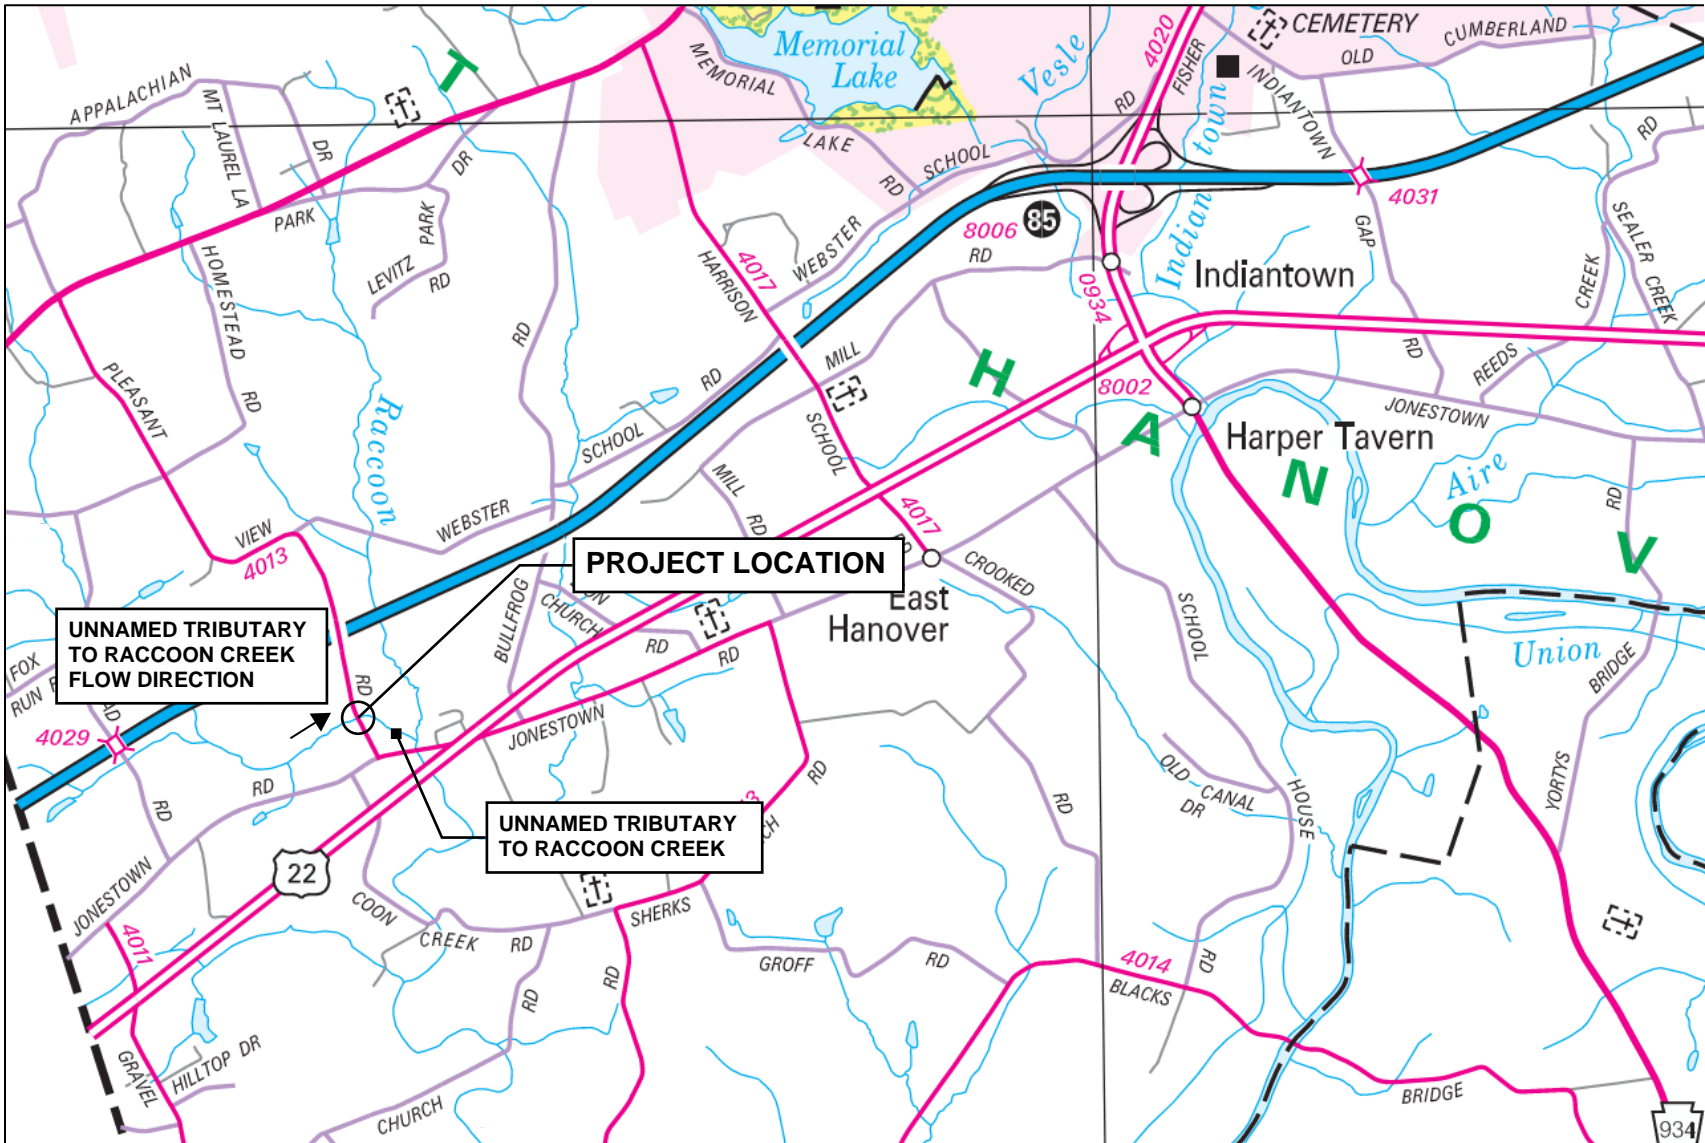 CEMETERY
OLD
CUMBERLAND
Memorial
Lake
Vesle
4020
FISHER
RD
MEMORIAL
LAKE
RD
APPALACHIAN
DR
MT LAUREL LA
T
DR
INDIANTOWN
GAP
RD
Indiantown
SCHOOL
WEBSTER
RD
4031
RD
SEALER CREEK
CREEK
REEDS
PARK
PARK
LEVITZ
RD
HOMESTEAD
RD
HARRISON
4017
8006
85
RD
MILL
0934
Indiantown
8002
H
A
N
O
V
Harper Tavern
JONESTOWN
RD
Aire
PLEASANT
VIEW
4013
RD
Raccoon
RD
SCHOOL
WEBSTER
SCHOOL
MILL
RD
4017
RD
PROJECT LOCATION
East
Hanover
CROOKED
SCHOOL
HOUSE
RD
BULLFROG
CHURCH
RD
RD
JONESTOWN
UNNAMED TRIBUTARY
TO RACCOON CREEK
FLOW DIRECTION
FOX
RUN
4029
RD
RD
JONESTOWN
Union
BRIDGE
YORTYS
OLD CANAL
DR
RD
RD
UNNAMED TRIBUTARY
TO RACCOON CREEK
22
COON
CREEK
RD
SHERKS
RD
GROFF
RD
4014
BLACKS
BRIDGE
4011
GRAVEL
HILLTOP DR
CHURCH
RD
934